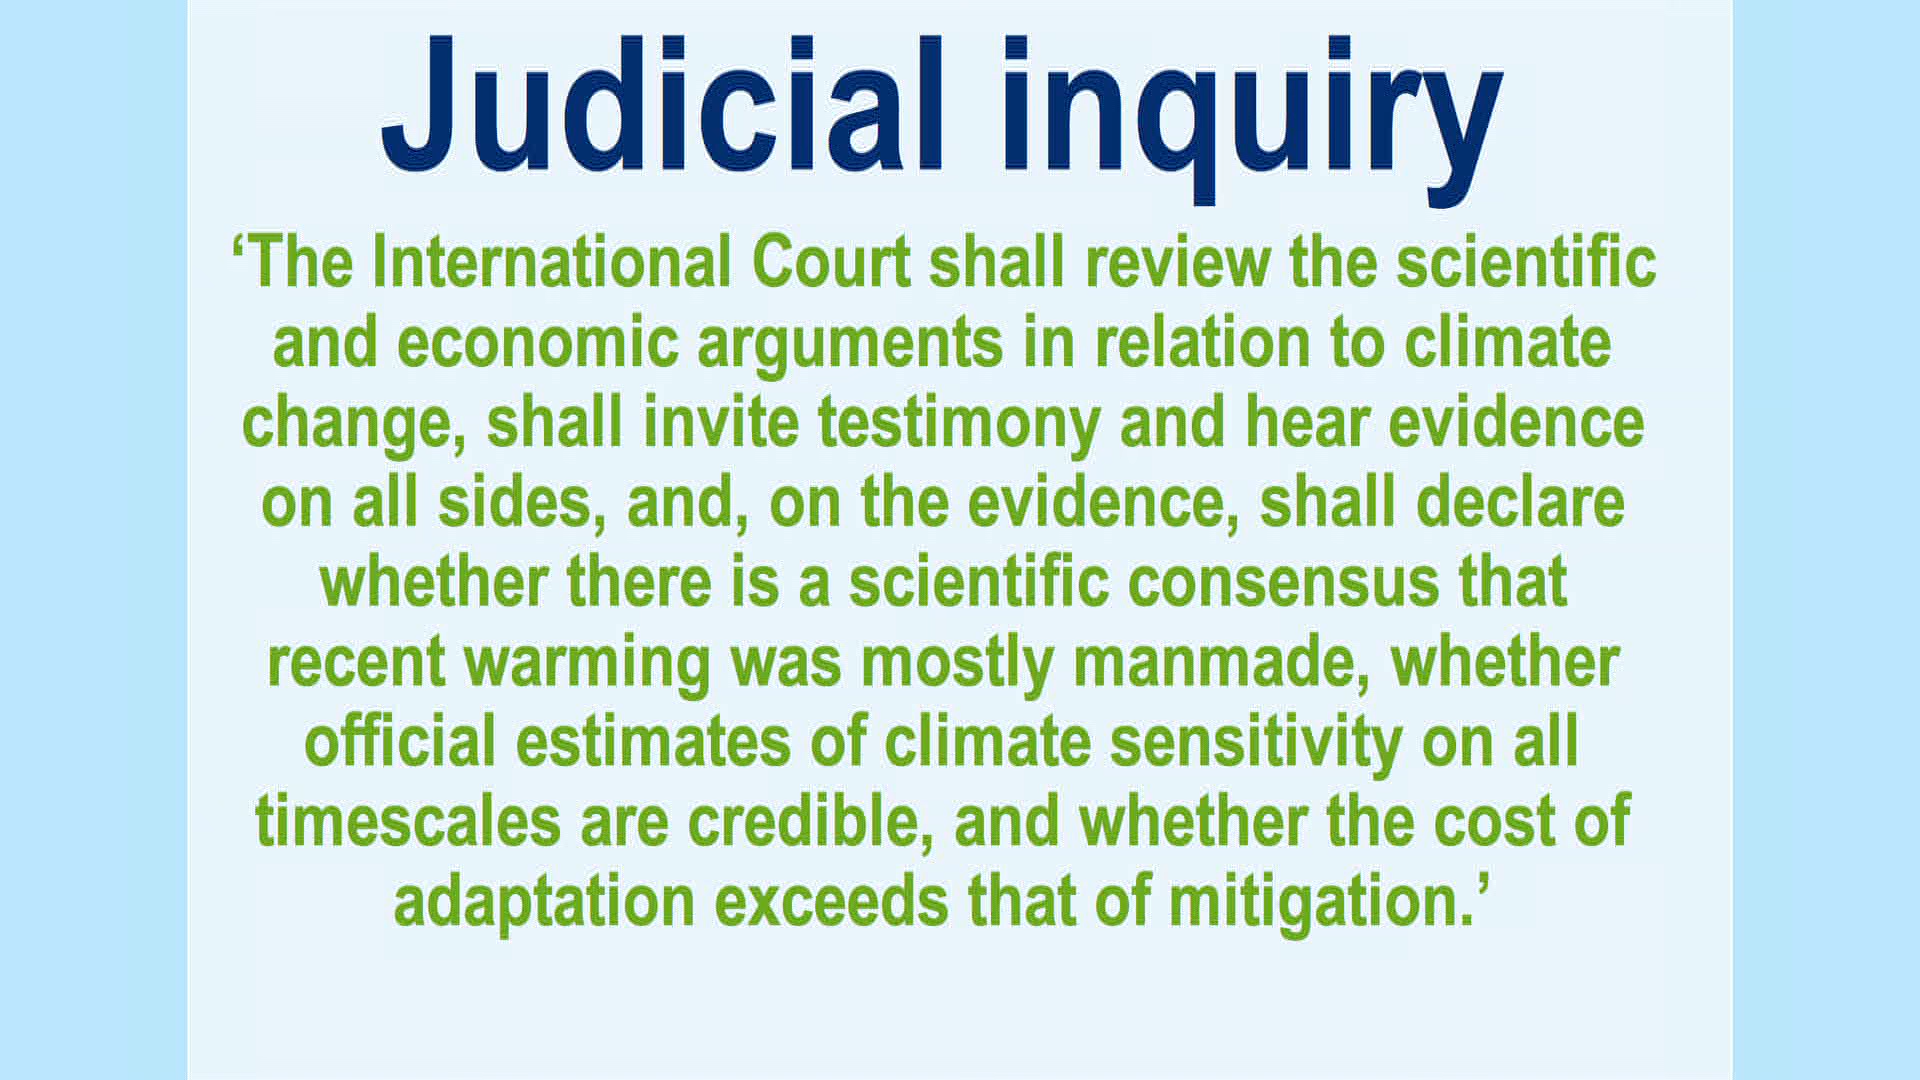 Judicial inquiry
‘The International Court shall review the scientific
and economic arguments in relation to climate
change, shall invite testimony and hear evidence
on all sides, and, on the evidence, shall declare
whether there is a scientific consensus that
recent warming was mostly manmade, whether
official estimates of climate sensitivity on all
timescales are credible, and whether the cost of
adaptation exceeds that of mitigation.’